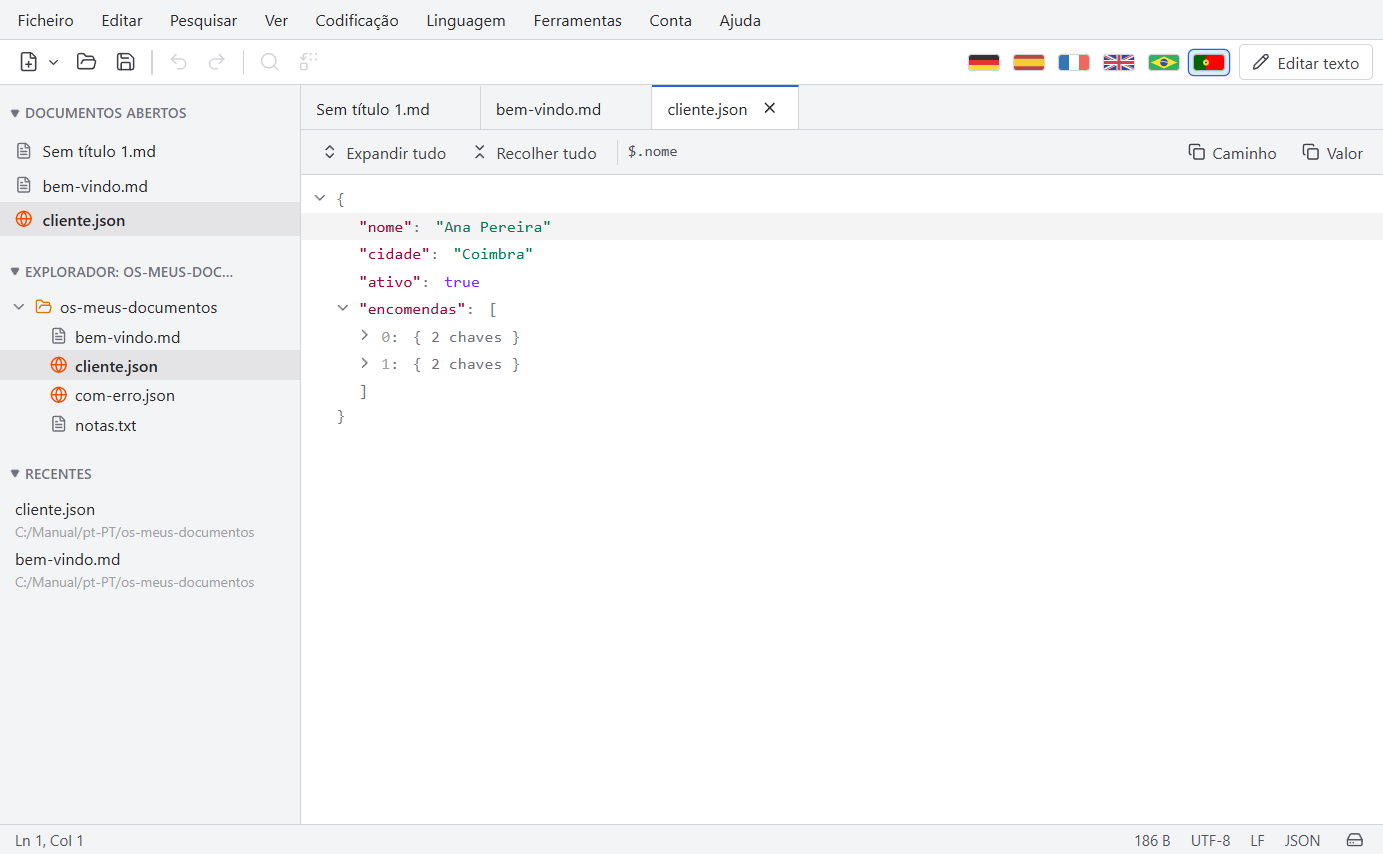 Ficheiro Editar Pesquisar Ver Codificação Linguagem Ferramentas Conta Ajuda
Editar texto
DOCUMENTOS ABERTOS
Sem título 1.md
bem-vindo.md
cliente.json
EXPLORADOR: OS-MEUS-DOC...
os-meus-documentos
bem-vindo.md
cliente.json
com-erro.json
notas.txt
RECENTES
cliente.json
C:/Manual/pt-PT/os-meus-documentos
bem-vindo.md
C:/Manual/pt-PT/os-meus-documentos
Sem título 1.md bem-vindo.md cliente.json
Expandir tudo Recolher tudo $.nome Caminho Valor
{
"nome": "Ana Pereira"
"cidade": "Coimbra"
"ativo": true
"encomendas": [
0: { 2 chaves }
1: { 2 chaves }
]
}
Ln 1, Col 1 186 B UTF-8 LF JSON